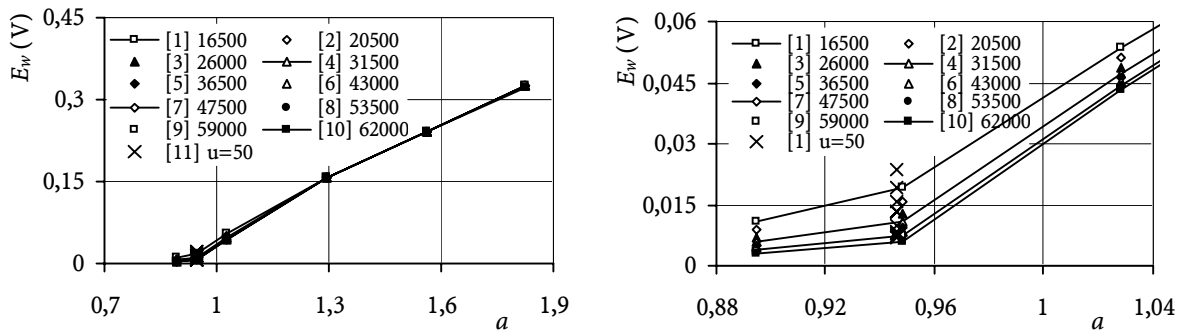 0,45
0,3
0,15
0
E_w (V)
[1] 16500 [2] 20500
[3] 26000 [4] 31500
[5] 36500 [6] 43000
[7] 47500 [8] 53500
[9] 59000 [10] 62000
[11] u=50
0,7 1 1,3 1,6 1,9
a
0,06
0,045
0,03
0,015
0
E_w (V)
[1] 16500 [2] 20500
[3] 26000 [4] 31500
[5] 36500 [6] 43000
[7] 47500 [8] 53500
[9] 59000 [10] 62000
[1] u=50
0,88 0,92 0,96 1 1,04
a